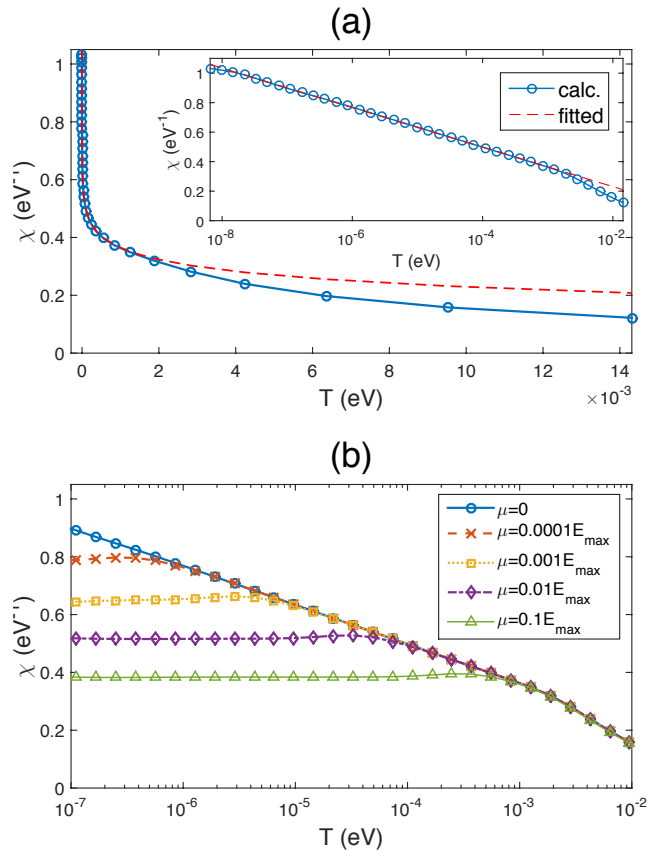 (a)
χ (eV⁻¹)
1
0.8
0.6
0.4
0.2
0
0 2 4 6 8 10 12 14
×10⁻³
T (eV)
χ (eV⁻¹)
1
0.8
0.6
0.4
0.2
0
10⁻⁸ 10⁻⁶ 10⁻⁴ 10⁻²
T (eV)
calc.
fitted
(b)
χ (eV⁻¹)
1
0.8
0.6
0.4
0.2
0
10⁻⁷ 10⁻⁶ 10⁻⁵ 10⁻⁴ 10⁻³ 10⁻²
T (eV)
μ=0
μ=0.0001E_max
μ=0.001E_max
μ=0.01E_max
μ=0.1E_max